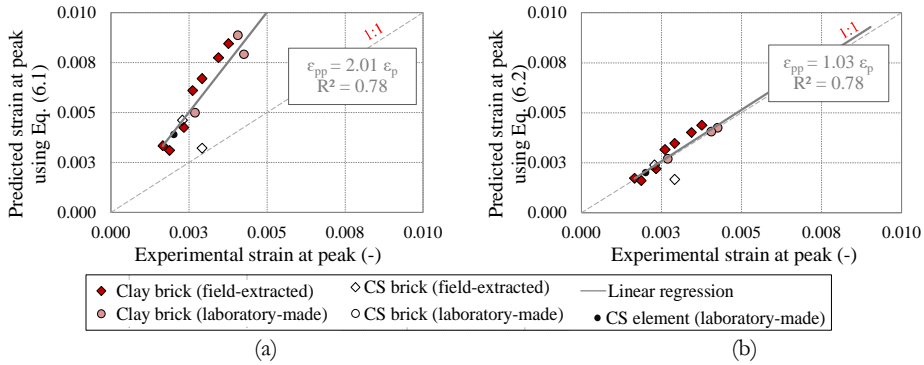 0.010
0.008
0.005
0.003
0.000
Predicted strain at peak
using Eq. (6.1)
1:1
εpp = 2.01 εp
R² = 0.78
0.000 0.003 0.005 0.008 0.010
Experimental strain at peak (-)
0.010
0.008
0.005
0.003
0.000
Predicted strain at peak
using Eq. (6.2)
1:1
εpp = 1.03 εp
R² = 0.78
0.000 0.003 0.005 0.008 0.010
Experimental strain at peak (-)
Clay brick (field-extracted)
CS brick (field-extracted)
Linear regression
Clay brick (laboratory-made)
CS brick (laboratory-made)
CS element (laboratory-made)
(a)
(b)